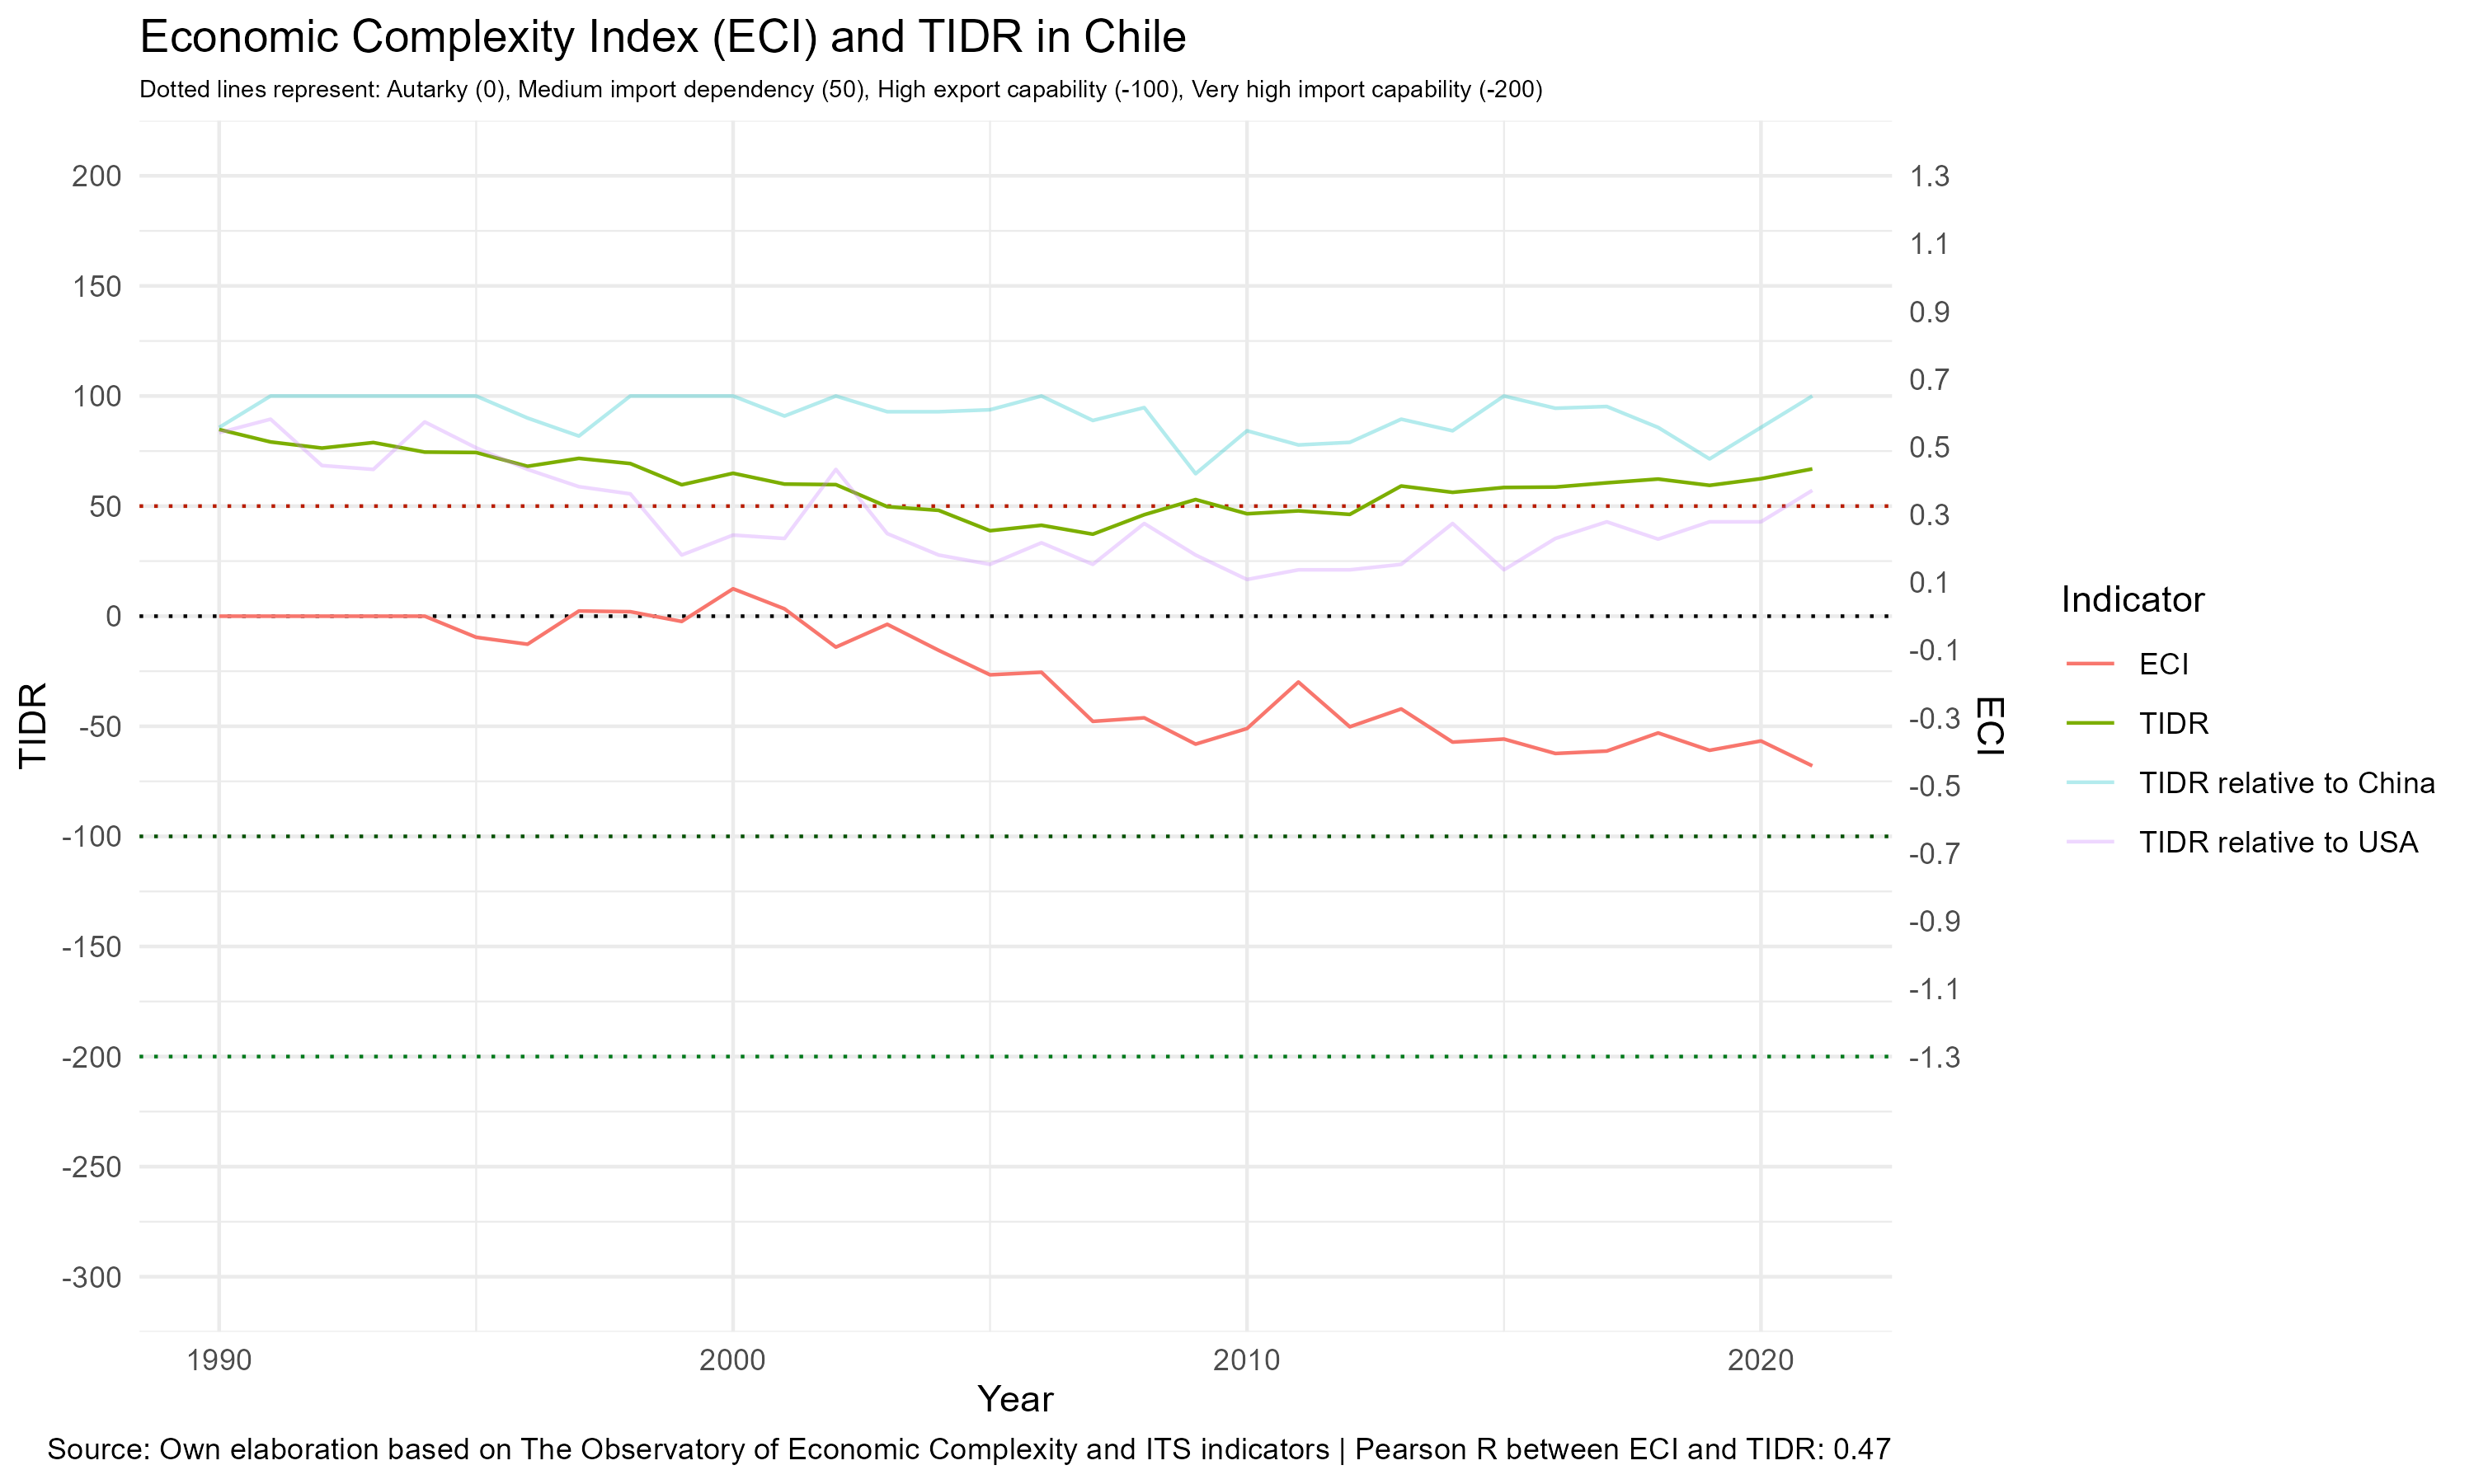 Economic Complexity Index (ECI) and TIDR in Chile
Dotted lines represent: Autarky (0), Medium import dependency (50), High export capability (-100), Very high import capability (-200)
200
150
100
50
0
-50
-100
-150
-200
-250
-300
TIDR
1.3
1.1
0.9
0.7
0.5
0.3
0.1
-0.1
-0.3
-0.5
-0.7
-0.9
-1.1
-1.3
ECI
Indicator
ECI
TIDR
TIDR relative to China
TIDR relative to USA
1990
2000
2010
2020
Year
Source: Own elaboration based on The Observatory of Economic Complexity and ITS indicators | Pearson R between ECI and TIDR: 0.47